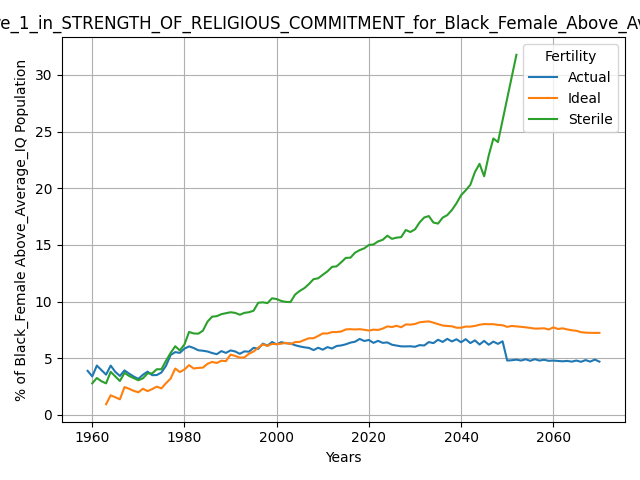 e_1_in_STRENGTH_OF_RELIGIOUS_COMMITMENT_for_Black_Female_Above_A
Fertility
Actual
Ideal
Sterile
% of Black_Female Above_Average_IQ Population
30
25
20
15
10
5
0
1960 1980 2000 2020 2040 2060
Years